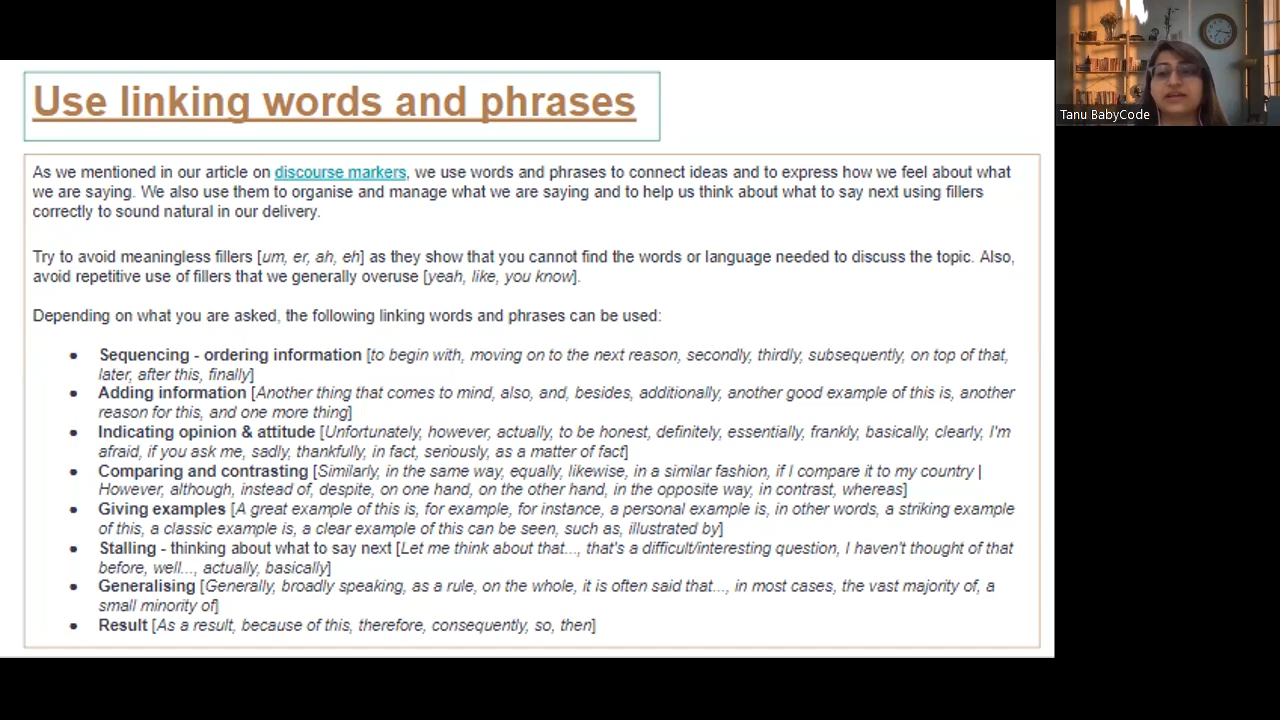 Use linking words and phrases
As we mentioned in our article on discourse markers, we use words and phrases to connect ideas and to express how we feel about what
we are saying. We also use them to organise and manage what we are saying and to help us think about what to say next using fillers
correctly to sound natural in our delivery.
Try to avoid meaningless fillers [um, er, ah, eh] as they show that you cannot find the words or language needed to discuss the topic. Also,
avoid repetitive use of fillers that we generally overuse [yeah, like, you know].
Depending on what you are asked, the following linking words and phrases can be used:
● Sequencing - ordering information [to begin with, moving on to the next reason, secondly, thirdly, subsequently, on top of that,
later, after this, finally]
● Adding information [Another thing that comes to mind, also, and, besides, additionally, another good example of this is, another
reason for this, and one more thing]
● Indicating opinion & attitude [Unfortunately, however, actually, to be honest, definitely, essentially, frankly, basically, clearly, I'm
afraid, if you ask me, sadly, thankfully, in fact, seriously, as a matter of fact]
● Comparing and contrasting [Similarly, in the same way, equally, likewise, in a similar fashion, if I compare it to my country |
However, although, instead of, despite, on one hand, on the other hand, in the opposite way, in contrast, whereas]
● Giving examples [A great example of this is, for example, for instance, a personal example is, in other words, a striking example
of this, a classic example is, a clear example of this can be seen, such as, illustrated by]
● Stalling - thinking about what to say next [Let me think about that..., that's a difficult/interesting question, I haven't thought of that
before, well..., actually, basically]
● Generalising [Generally, broadly speaking, as a rule, on the whole, it is often said that..., in most cases, the vast majority of, a
small minority of]
● Result [As a result, because of this, therefore, consequently, so, then]
Tanu BabyCode